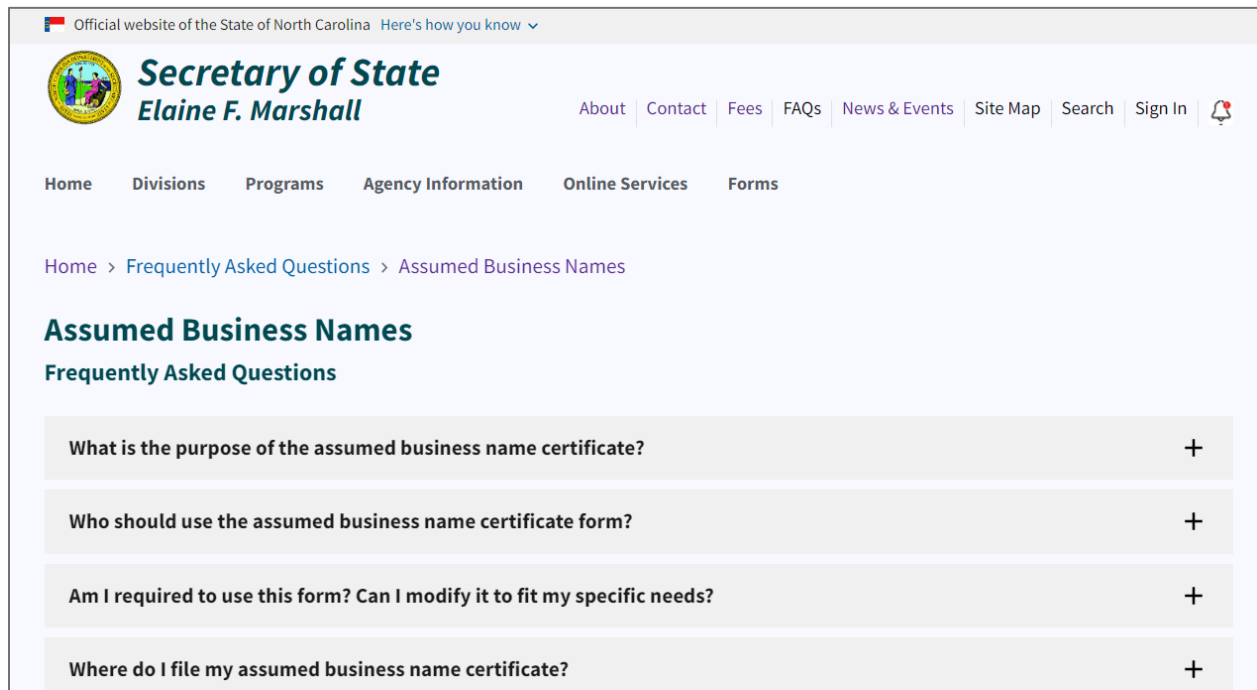 Official website of the State of North Carolina Here's how you know
Secretary of State
Elaine F. Marshall
About Contact Fees FAQs News & Events Site Map Search Sign In
Home Divisions Programs Agency Information Online Services Forms
Home > Frequently Asked Questions > Assumed Business Names
Assumed Business Names
Frequently Asked Questions
What is the purpose of the assumed business name certificate? +
Who should use the assumed business name certificate form? +
Am I required to use this form? Can I modify it to fit my specific needs? +
Where do I file my assumed business name certificate? +